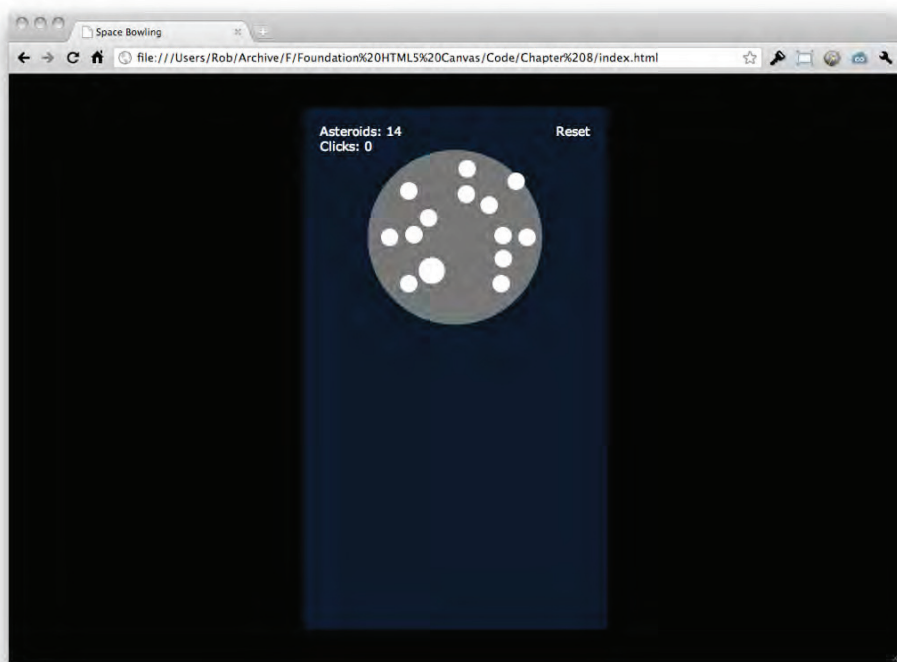 Space Bowling
file:///Users/Rob/Archive/F/Foundation%20HTML5%20Canvas/Code/Chapter%208/index.html
Asteroids: 14
Reset
Clicks: 0